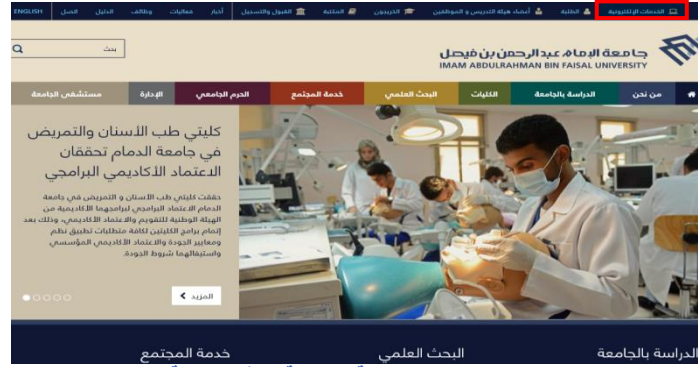 الخدمات الإلكترونية الطلبة أعضاء هيئة التدريس و الموظفين الخريجون المكتبة القبول والتسجيل أخبار فعاليات وظائف الدليل اتصل ENGLISH
جامعة الإمام عبدالرحمن بن فيصل
IMAM ABDULRAHMAN BIN FAISAL UNIVERSITY
بحث
من نحن الدراسة بالجامعة الكليات البحث العلمي خدمة المجتمع الحرم الجامعي الإدارة مستشفى الجامعة
كليتي طب الأسنان والتمريض
في جامعة الدمام تحققان
الاعتماد الأكاديمي البرامجي
حققت كليتي طب الأسنان و التمريض في جامعة
الدمام الاعتماد البرامجي لبرامجهما الأكاديمية من
الهيئة الوطنية للتقويم والاعتماد الأكاديمي، وذلك بعد
إتمام برامج الكليتين لكافة متطلبات تطبيق نظم
ومعايير الجودة والاعتماد الأكاديمي المؤسسي
واستيفائهما شروط الجودة.
المزيد
الدراسة بالجامعة البحث العلمي خدمة المجتمع